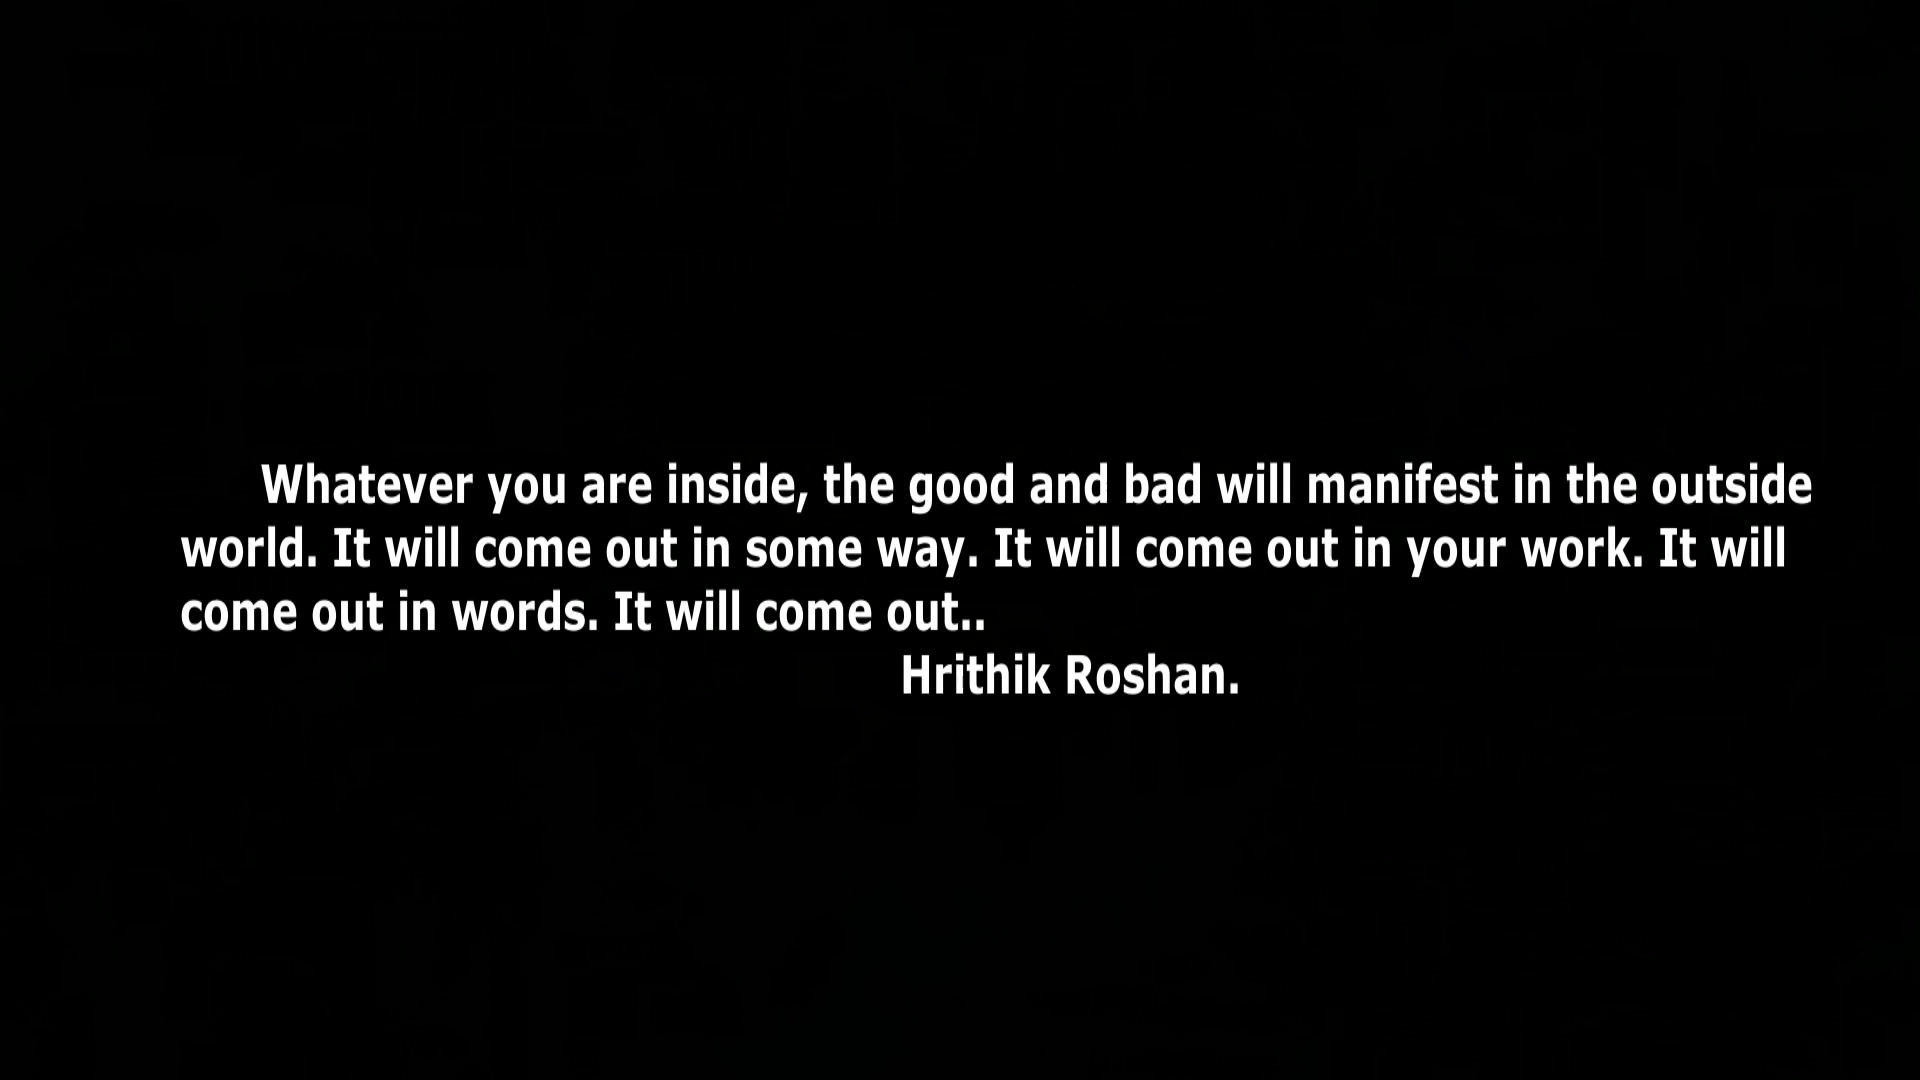 Whatever you are inside, the good and bad will manifest in the outside
world. It will come out in some way. It will come out in your work. It will
come out in words. It will come out..
Hrithik Roshan.